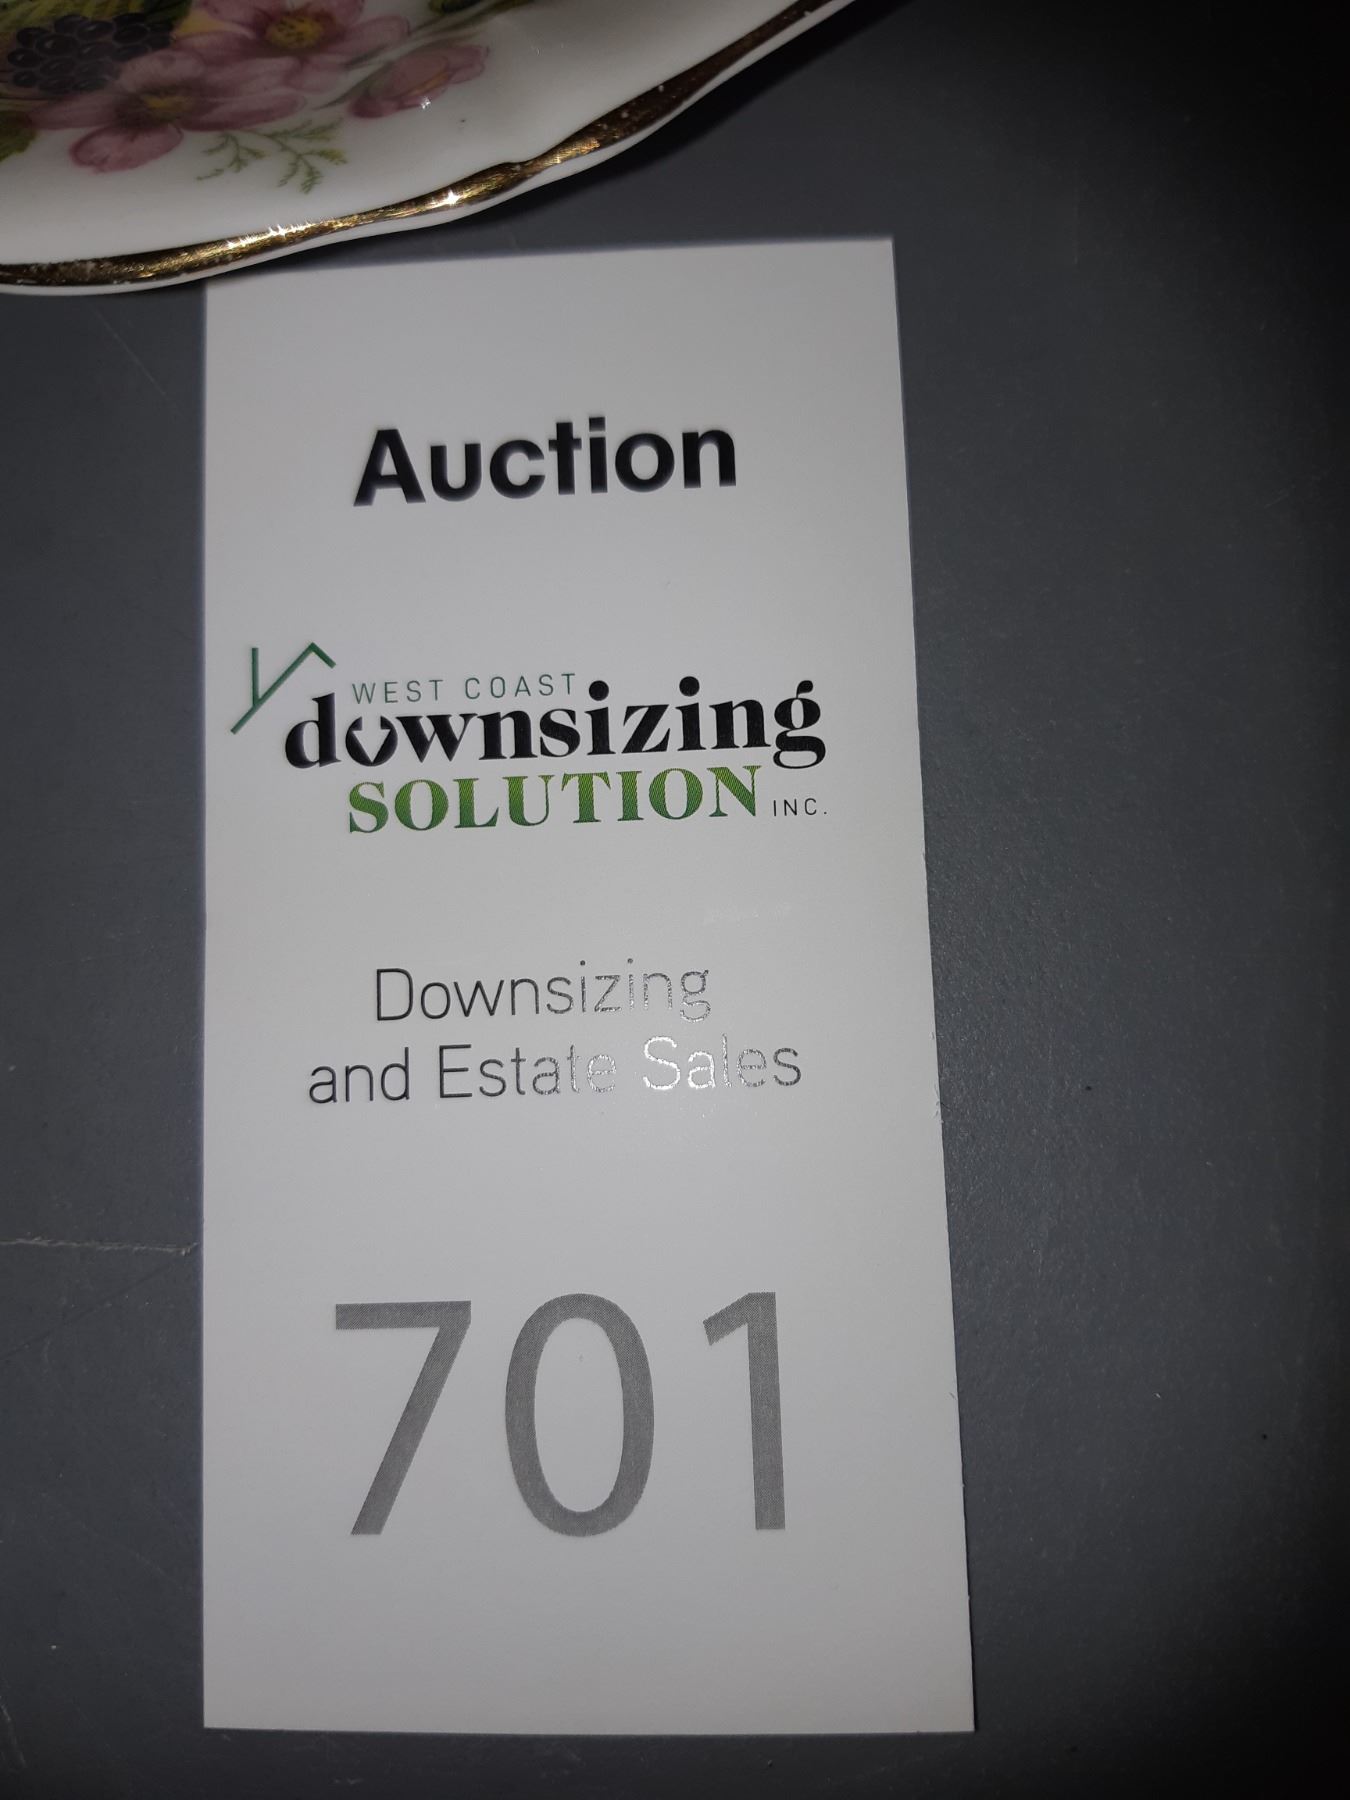 Auction
WEST COAST
downsizing
SOLUTION INC.
Downsizing
and Estate Sales
701